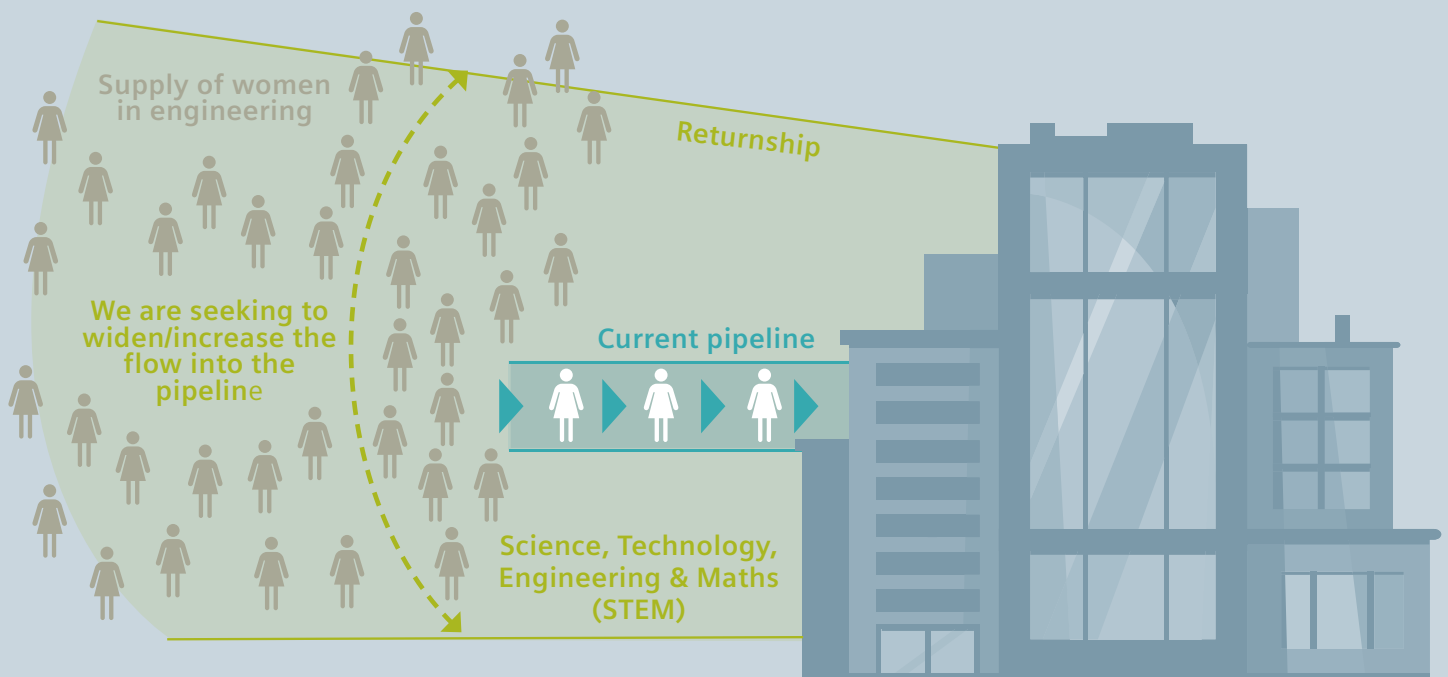 Supply of women
in engineering
Returnship
We are seeking to
widen/increase the
flow into the
pipeline
Current pipeline
Science, Technology,
Engineering & Maths
(STEM)